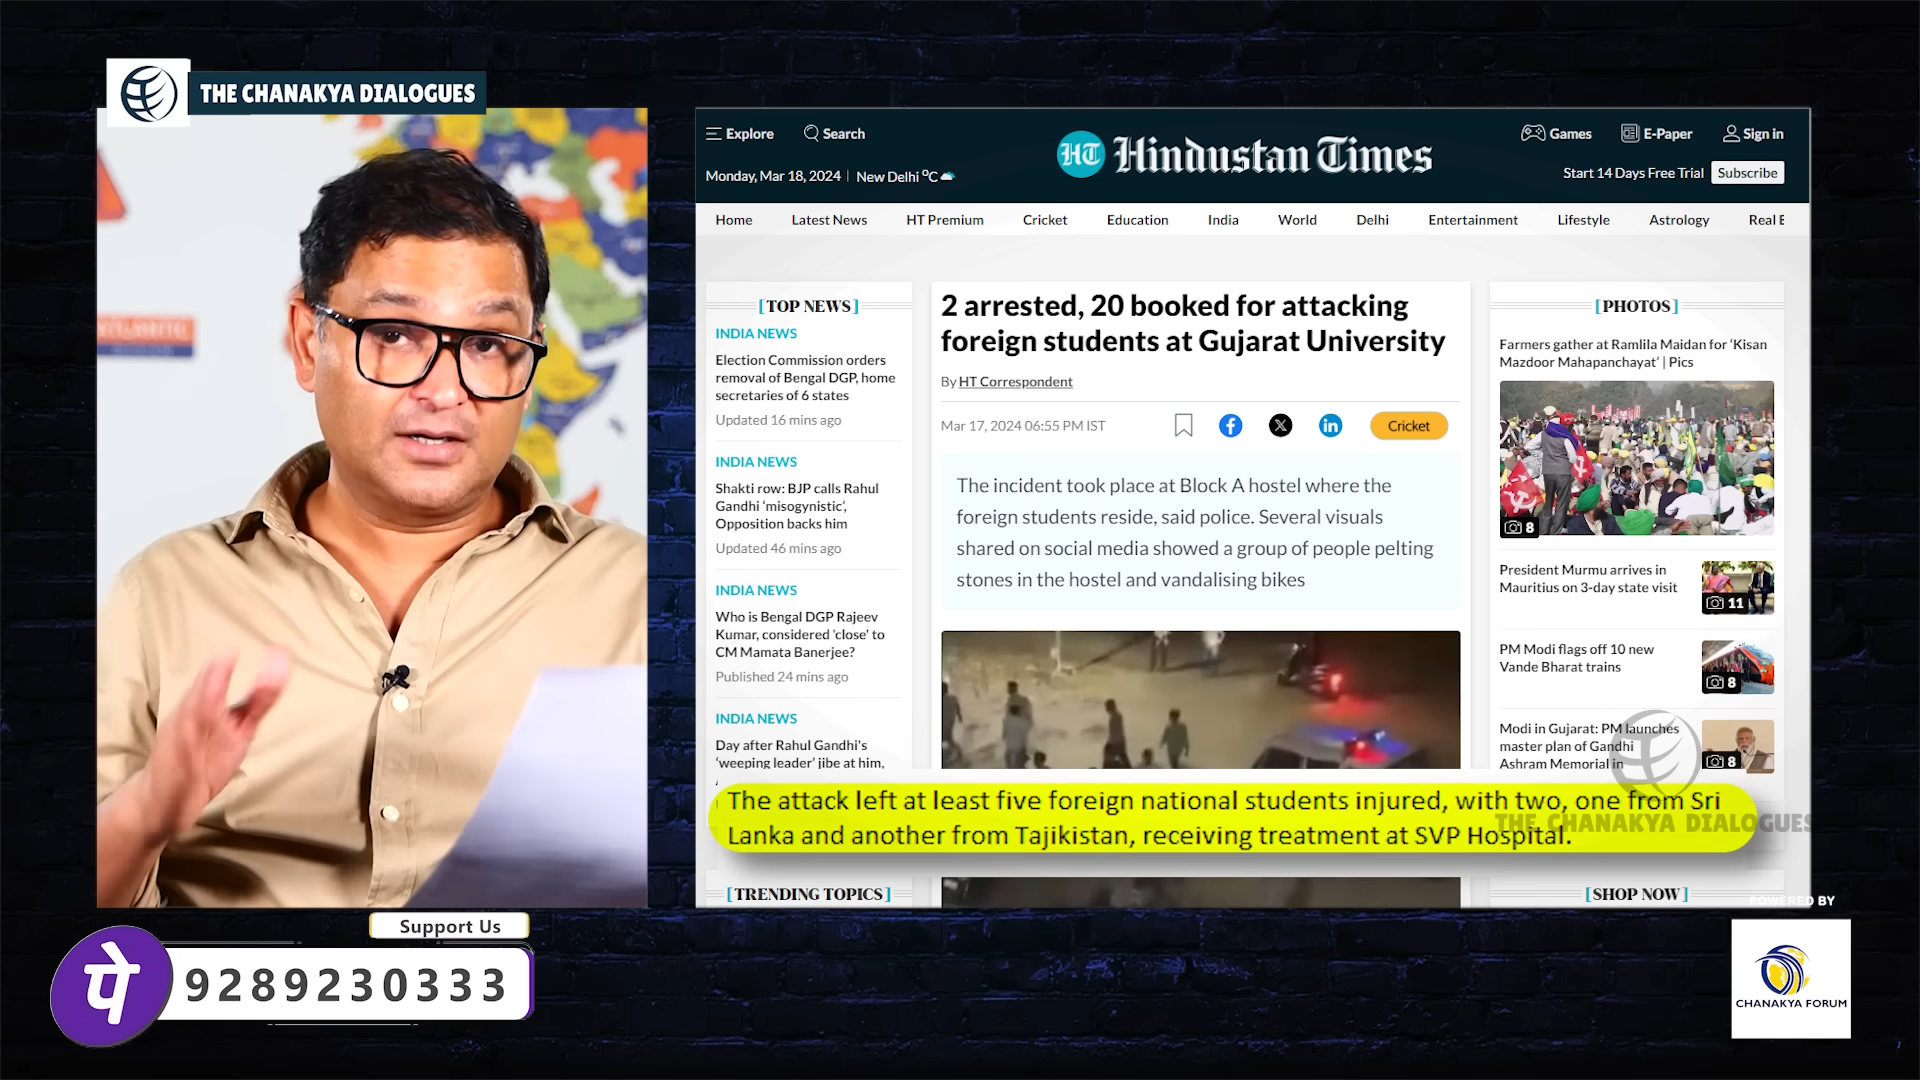 THE CHANAKYA DIALOGUES
ATLANTIC
Explore
Search
Monday, Mar 18, 2024
New Delhi °C
HT
Hindustan Times
Games
E-Paper
Sign in
Start 14 Days Free Trial
Subscribe
Home
Latest News
HT Premium
Cricket
Education
India
World
Delhi
Entertainment
Lifestyle
Astrology
Real E
[TOP NEWS]
INDIA NEWS
Election Commission orders
removal of Bengal DGP, home
secretaries of 6 states
Updated 16 mins ago
INDIA NEWS
Shakti row: BJP calls Rahul
Gandhi ‘misogynistic’,
Opposition backs him
Updated 46 mins ago
INDIA NEWS
Who is Bengal DGP Rajeev
Kumar, considered 'close' to
CM Mamata Banerjee?
Published 24 mins ago
INDIA NEWS
Day after Rahul Gandhi's
‘weeping leader’ jibe at him,
2 arrested, 20 booked for attacking
foreign students at Gujarat University
By HT Correspondent
Mar 17, 2024 06:55 PM IST
Cricket
The incident took place at Block A hostel where the
foreign students reside, said police. Several visuals
shared on social media showed a group of people pelting
stones in the hostel and vandalising bikes
[PHOTOS]
Farmers gather at Ramlila Maidan for ‘Kisan
Mazdoor Mahapanchayat’ | Pics
8
President Murmu arrives in
Mauritius on 3-day state visit
11
PM Modi flags off 10 new
Vande Bharat trains
8
Modi in Gujarat: PM launches
master plan of Gandhi
Ashram Memorial in
8
The attack left at least five foreign national students injured, with two, one from Sri
Lanka and another from Tajikistan, receiving treatment at SVP Hospital.
THE CHANAKYA DIALOGUES
[TRENDING TOPICS]
[SHOP NOW]
POWERED BY
CHANAKYA FORUM
Support Us
पे
9289230333